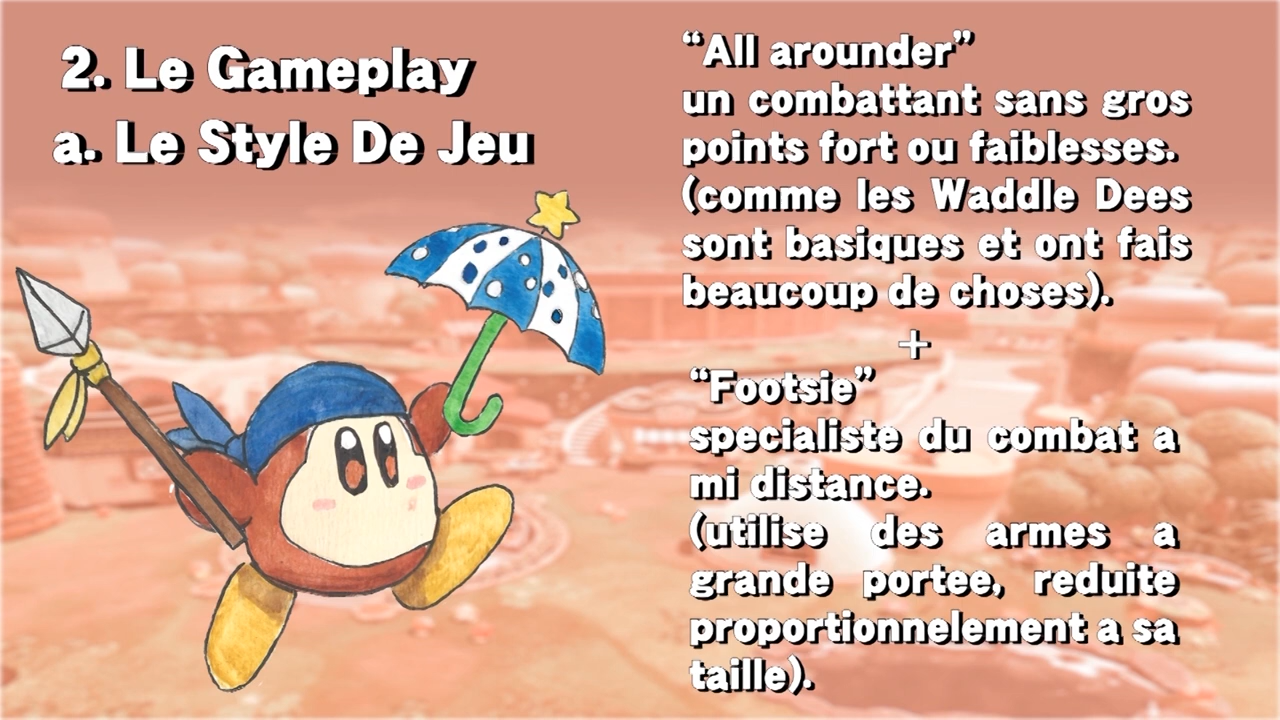 2. Le Gameplay
a. Le Style De Jeu
“All arounder”
un combattant sans gros
points fort ou faiblesses.
(comme les Waddle Dees
sont basiques et ont fais
beaucoup de choses).
+
“Footsie”
specialiste du combat a
mi distance.
(utilise des armes a
grande portee, reduite
proportionnelement a sa
taille).